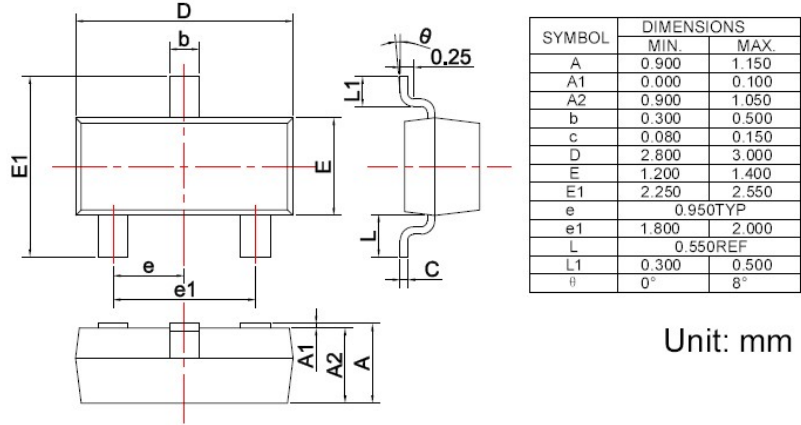 D
b
θ
0.25
L1
E1
E
L
C
e
e1
A1
A2
A
SYMBOL DIMENSIONS
MIN. MAX.
A 0.900 1.150
A1 0.000 0.100
A2 0.900 1.050
b 0.300 0.500
c 0.080 0.150
D 2.800 3.000
E 1.200 1.400
E1 2.250 2.550
e 0.950TYP
e1 1.800 2.000
L 0.550REF
L1 0.300 0.500
θ 0° 8°
Unit: mm